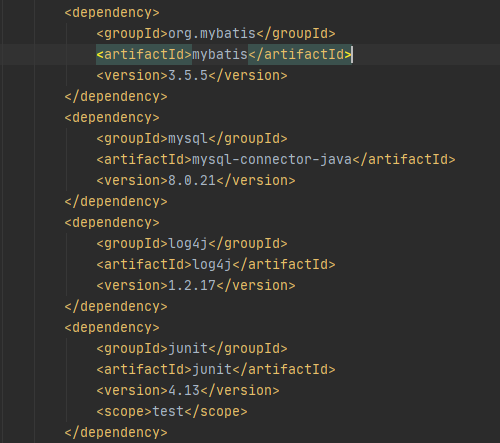 <dependency>
<groupId>org.mybatis</groupId>
<artifactId>mybatis</artifactId>
<version>3.5.5</version>
</dependency>
<dependency>
<groupId>mysql</groupId>
<artifactId>mysql-connector-java</artifactId>
<version>8.0.21</version>
</dependency>
<dependency>
<groupId>log4j</groupId>
<artifactId>log4j</artifactId>
<version>1.2.17</version>
</dependency>
<dependency>
<groupId>junit</groupId>
<artifactId>junit</artifactId>
<version>4.13</version>
<scope>test</scope>
</dependency>